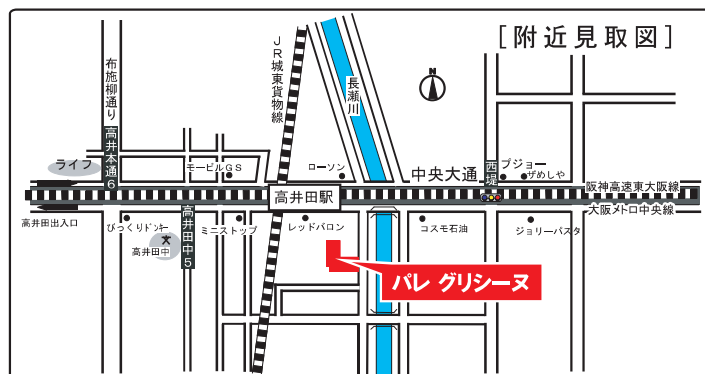 [附近見取図]
N
布施柳通り
JR城東貨物線
長瀬川
高井本通6
ライフ
モービルGS
ローソン
中央大通
西堤
プジョー
ザめしや
高井田駅
阪神高速東大阪線
大阪メトロ中央線
高井田出入口
びっくりドンキー
高井田中
高井田中5
ミニストップ
レッドバロン
コスモ石油
ジョリーパスタ
パレ グリシーヌ